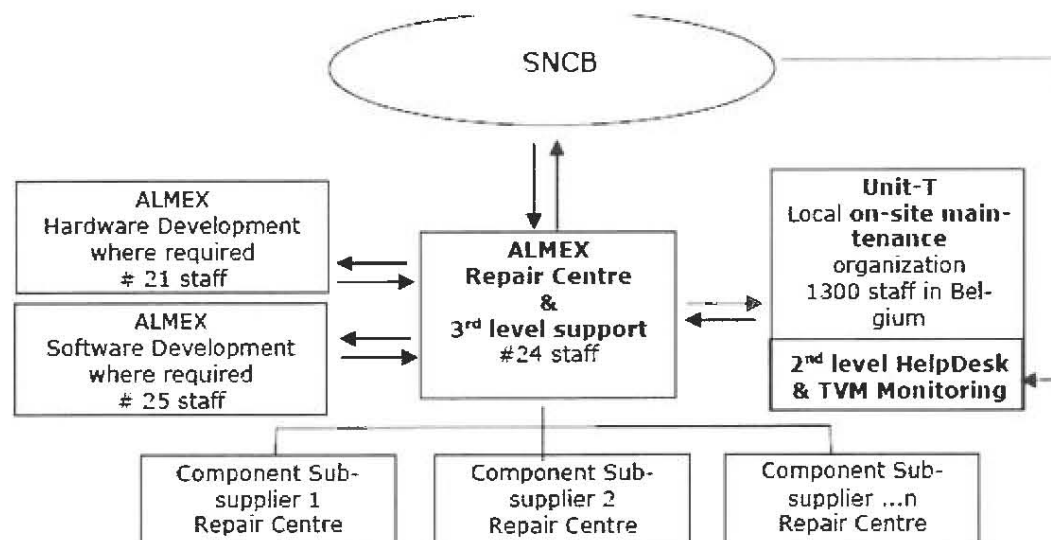 SNCB
ALMEX
Hardware Development
where required
# 21 staff
ALMEX
Software Development
where required
# 25 staff
ALMEX
Repair Centre
&
3rd level support
#24 staff
Unit-T
Local on-site main-
tenance
organization
1300 staff in Bel-
gium
2nd level HelpDesk
& TVM Monitoring
Component Sub-
supplier 1
Repair Centre
Component Sub-
supplier 2
Repair Centre
Component Sub-
supplier ...n
Repair Centre